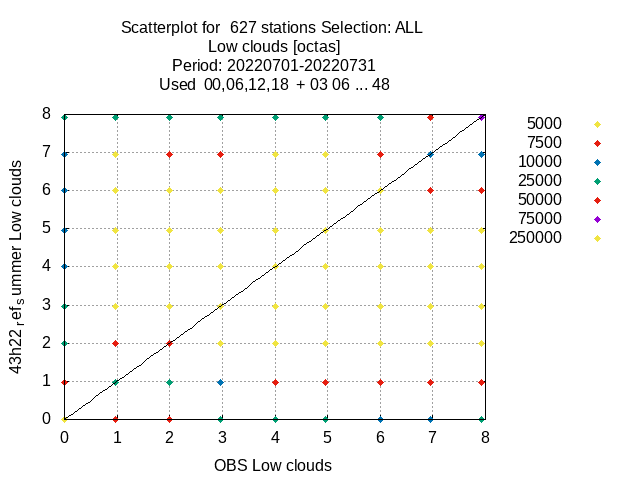 Scatterplot for  627 stations Selection: ALL
Low clouds [octas]
Period: 20220701-20220731
Used  00,06,12,18  + 03 06 ... 48
5000
7500
10000
25000
50000
75000
250000
8
7
6
5
4
3
2
1
0
43h22refsummer Low clouds
0 1 2 3 4 5 6 7 8
OBS Low clouds